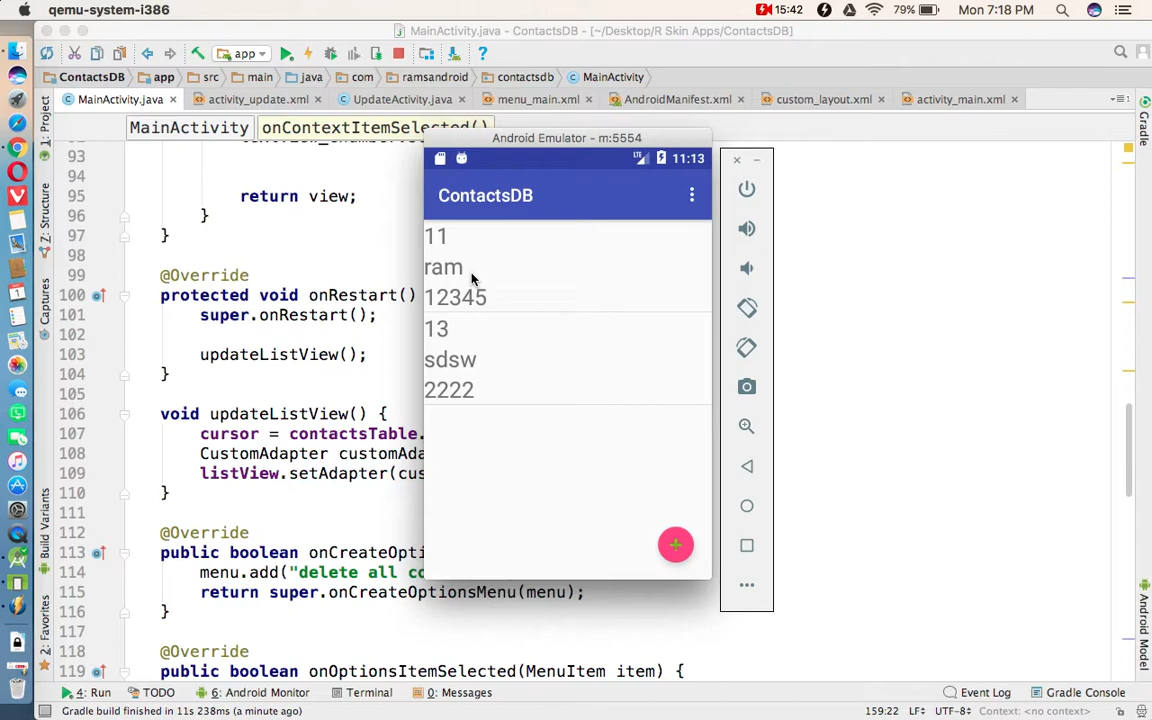 qemu-system-i386
15:42
79%
Mon 7:18 PM
MainActivity.java - ContactsDB - [~/Desktop/R Skin Apps/ContactsDB]
app
ContactsDB
app
src
main
java
com
ramsandroid
contactsdb
MainActivity
MainActivity.java
activity_update.xml
UpdateActivity.java
menu_main.xml
AndroidManifest.xml
custom_layout.xml
activity_main.xml
MainActivity
onContextItemSelected()
Android Emulator - m:5554
LTE
11:13
ContactsDB
11
ram
12345
13
sdsw
2222
93
94
95 return view;
96 }
97 }
98
99 @Override
100 protected void onRestart()
101 super.onRestart();
102
103 updateListView();
104 }
105
106 void updateListView() {
107 cursor = contactsTable.
108 CustomAdapter customAda
109 listView.setAdapter(cus
110 }
111
112 @Override
113 public boolean onCreateOpti
114 menu.add("delete all co
115 return super.onCreateOptionsMenu(menu);
116 }
117
118 @Override
119 public boolean onOptionsItemSelected(MenuItem item) {
1: Project
Z: Structure
Captures
Build Variants
2: Favorites
Gradle
Android Model
4: Run
TODO
6: Android Monitor
Terminal
0: Messages
Event Log
Gradle Console
Gradle build finished in 11s 238ms (a minute ago)
159:22
LF
UTF-8
Context: <no context>